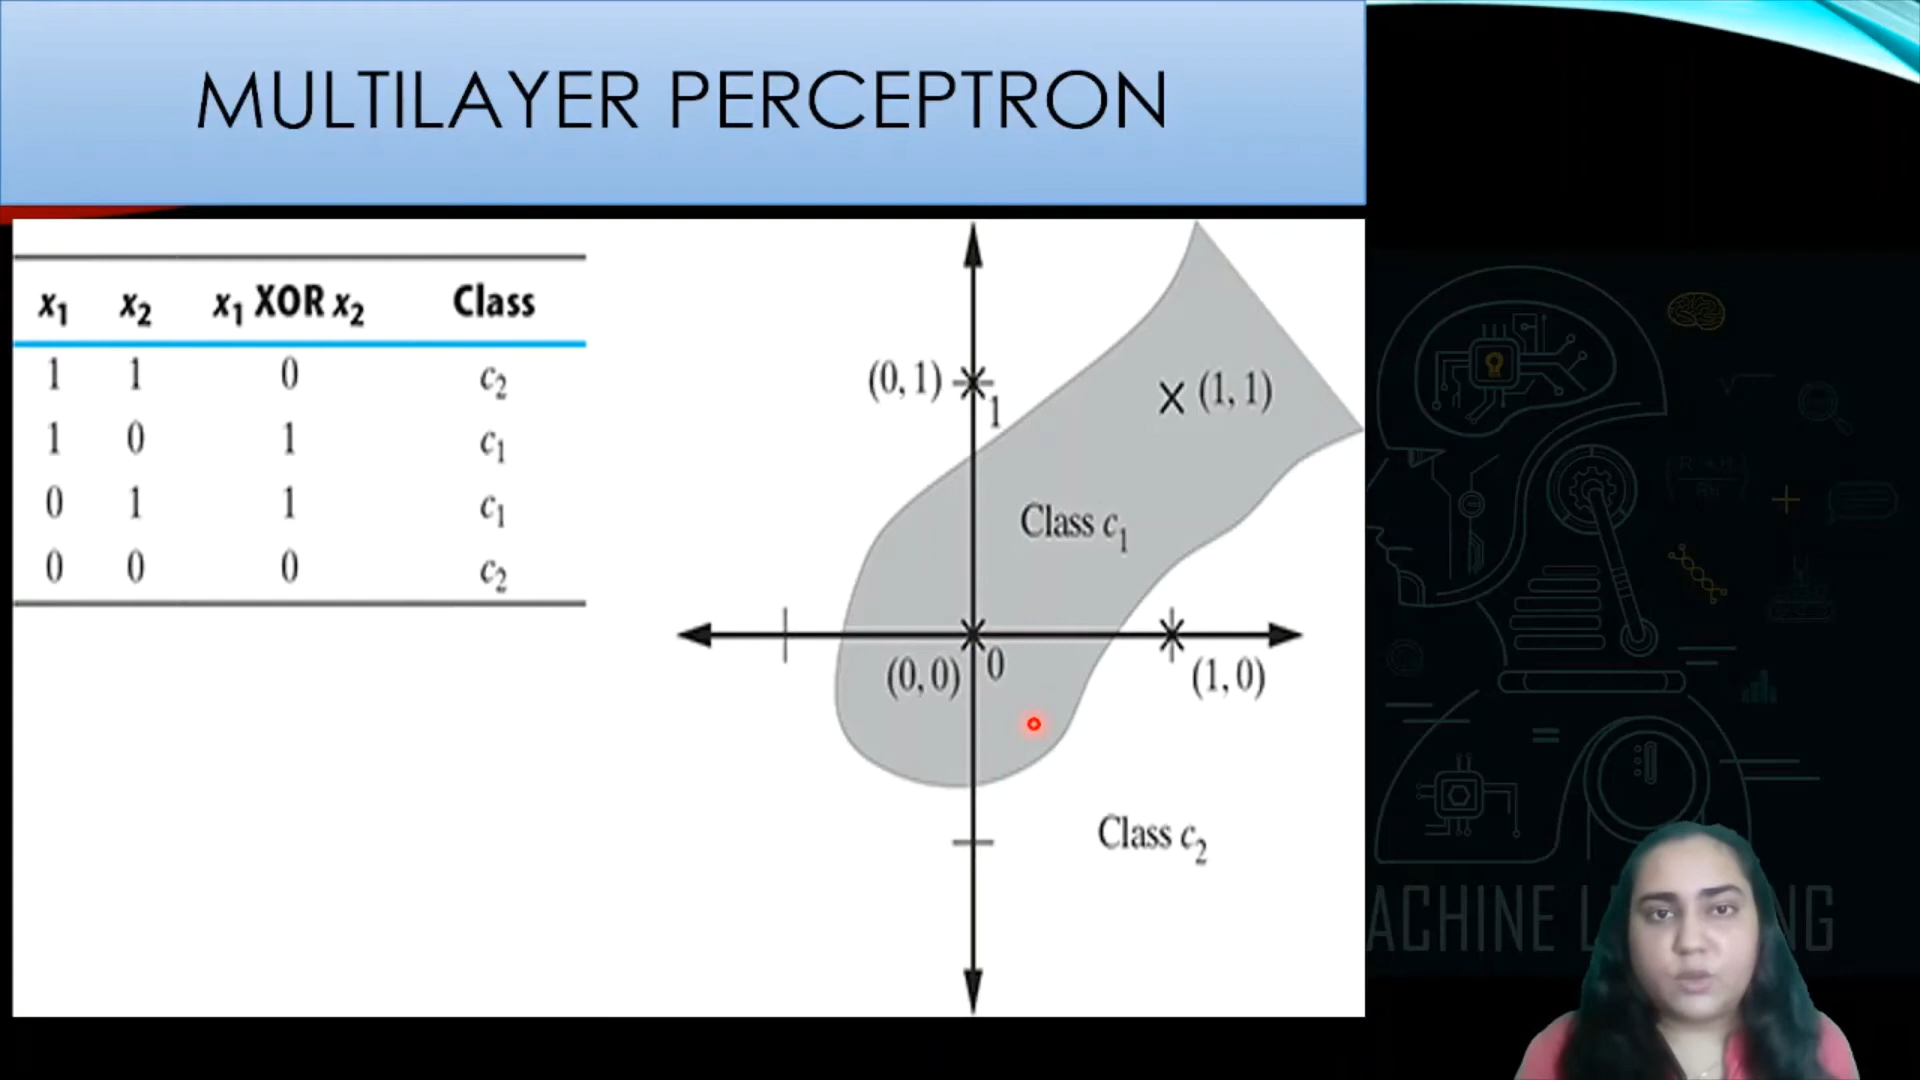 MULTILAYER PERCEPTRON
x₁ x₂ x₁ XOR x₂ Class
1 1 0 c₂
1 0 1 c₁
0 1 1 c₁
0 0 0 c₂
(0, 1)
1
(1, 1)
Class c₁
(0, 0)
0
(1, 0)
Class c₂
ACHINE L NG